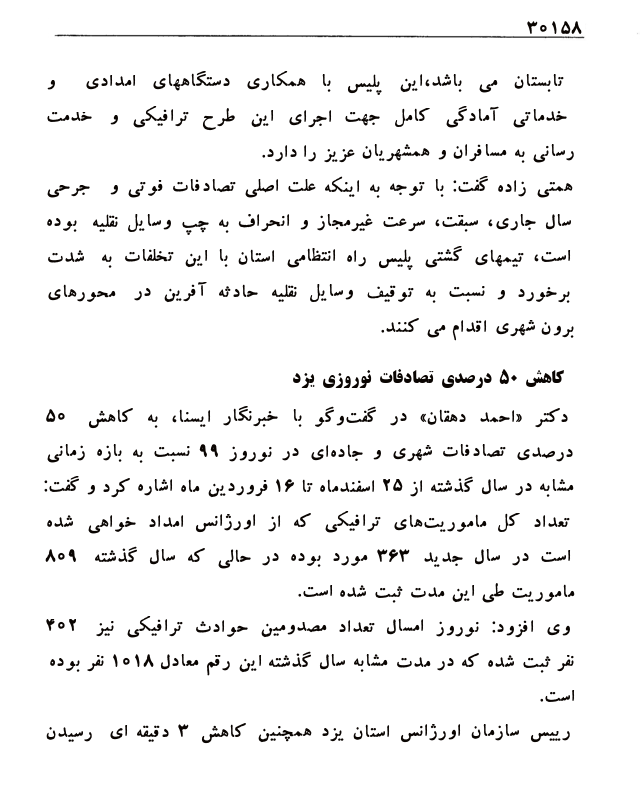 ۳۰۱۵۸
تابستان می باشد،این پلیس با همکاری دستگاههای امدادی و
خدماتی آمادگی کامل جهت اجرای این طرح ترافیکی و خدمت
رسانی به مسافران و همشهریان عزیز را دارد.
همتی زاده گفت: با توجه به اینکه علت اصلی تصادفات فوتی و جرحی
سال جاری، سبقت، سرعت غیرمجاز و انحراف به چپ وسایل نقلیه بوده
است، تیمهای گشتی پلیس راه انتظامی استان با این تخلفات به شدت
برخورد و نسبت به توقیف وسایل نقلیه حادثه آفرین در محورهای
برون شهری اقدام می کنند.
کاهش ۵۰ درصدی تصادفات نوروزی یزد
دکتر «احمد دهقان» در گفت‌وگو با خبرنگار ایسنا، به کاهش ۵۰
درصدی تصادفات شهری و جاده‌ای در نوروز ۹۹ نسبت به بازه زمانی
مشابه در سال گذشته از ۲۵ اسفندماه تا ۱۶ فروردین ماه اشاره کرد و گفت:
تعداد کل ماموریت‌های ترافیکی که از اورژانس امداد خواهی شده
است در سال جدید ۳۶۳ مورد بوده در حالی که سال گذشته ۸۰۹
ماموریت طی این مدت ثبت شده است.
وی افزود: نوروز امسال تعداد مصدومین حوادث ترافیکی نیز ۴۰۲
نفر ثبت شده که در مدت مشابه سال گذشته این رقم معادل ۱۰۱۸ نفر بوده
است.
رییس سازمان اورژانس استان یزد همچنین کاهش ۳ دقیقه ای رسیدن